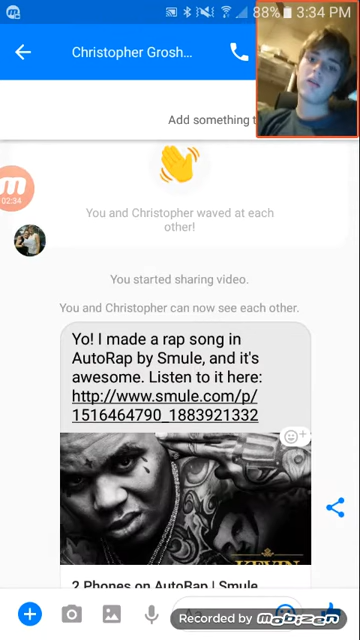 88% 3:34 PM
Christopher Grosh...
Add something t
02:34
You and Christopher waved at each
other!
You started sharing video.
You and Christopher can now see each other.
Yo! I made a rap song in
AutoRap by Smule, and it's
awesome. Listen to it here:
http://www.smule.com/p/
1516464790_1883921332
KEVIN
2 Phones on AutoRap | Smule
Aa
Recorded by mobizen